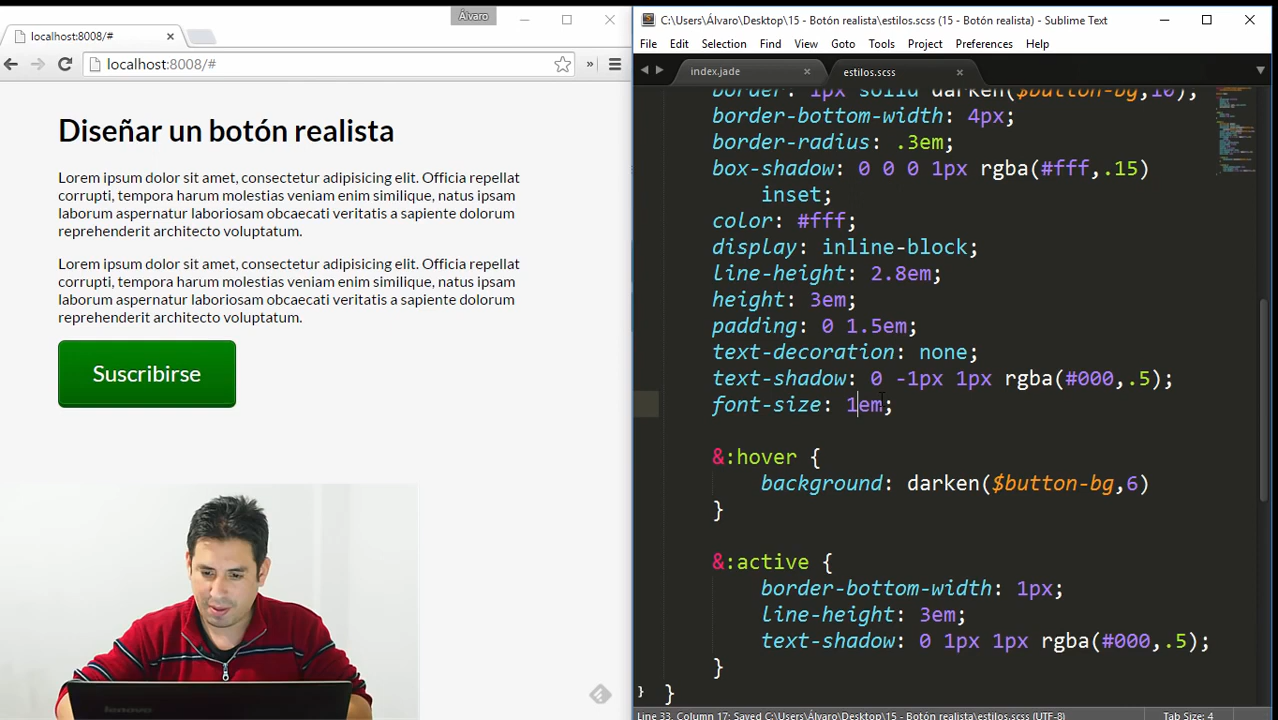 Álvaro
localhost:8008/#
localhost:8008/#
»
Diseñar un botón realista
Lorem ipsum dolor sit amet, consectetur adipisicing elit. Officia repellat
corrupti, tempora harum molestias veniam enim similique, natus ipsam
laborum aspernatur laboriosam obcaecati veritatis a sapiente dolorum
reprehenderit architecto voluptatum.
Lorem ipsum dolor sit amet, consectetur adipisicing elit. Officia repellat
corrupti, tempora harum molestias veniam enim similique, natus ipsam
laborum aspernatur laboriosam obcaecati veritatis a sapiente dolorum
reprehenderit architecto voluptatum.
Suscribirse
C:\Users\Álvaro\Desktop\15 - Botón realista\estilos.scss (15 - Botón realista) - Sublime Text
File Edit Selection Find View Goto Tools Project Preferences Help
index.jade estilos.scss
border: 1px solid darken($button-bg,10);
border-bottom-width: 4px;
border-radius: .3em;
box-shadow: 0 0 0 1px rgba(#fff,.15)
inset;
color: #fff;
display: inline-block;
line-height: 2.8em;
height: 3em;
padding: 0 1.5em;
text-decoration: none;
text-shadow: 0 -1px 1px rgba(#000,.5);
font-size: 1em;
&:hover {
background: darken($button-bg,6)
}
&:active {
border-bottom-width: 1px;
line-height: 3em;
text-shadow: 0 1px 1px rgba(#000,.5);
}
} }
Line 33, Column 17; Saved C:\Users\Álvaro\Desktop\15 - Botón realista\estilos.scss (UTF-8) Tab Size: 4